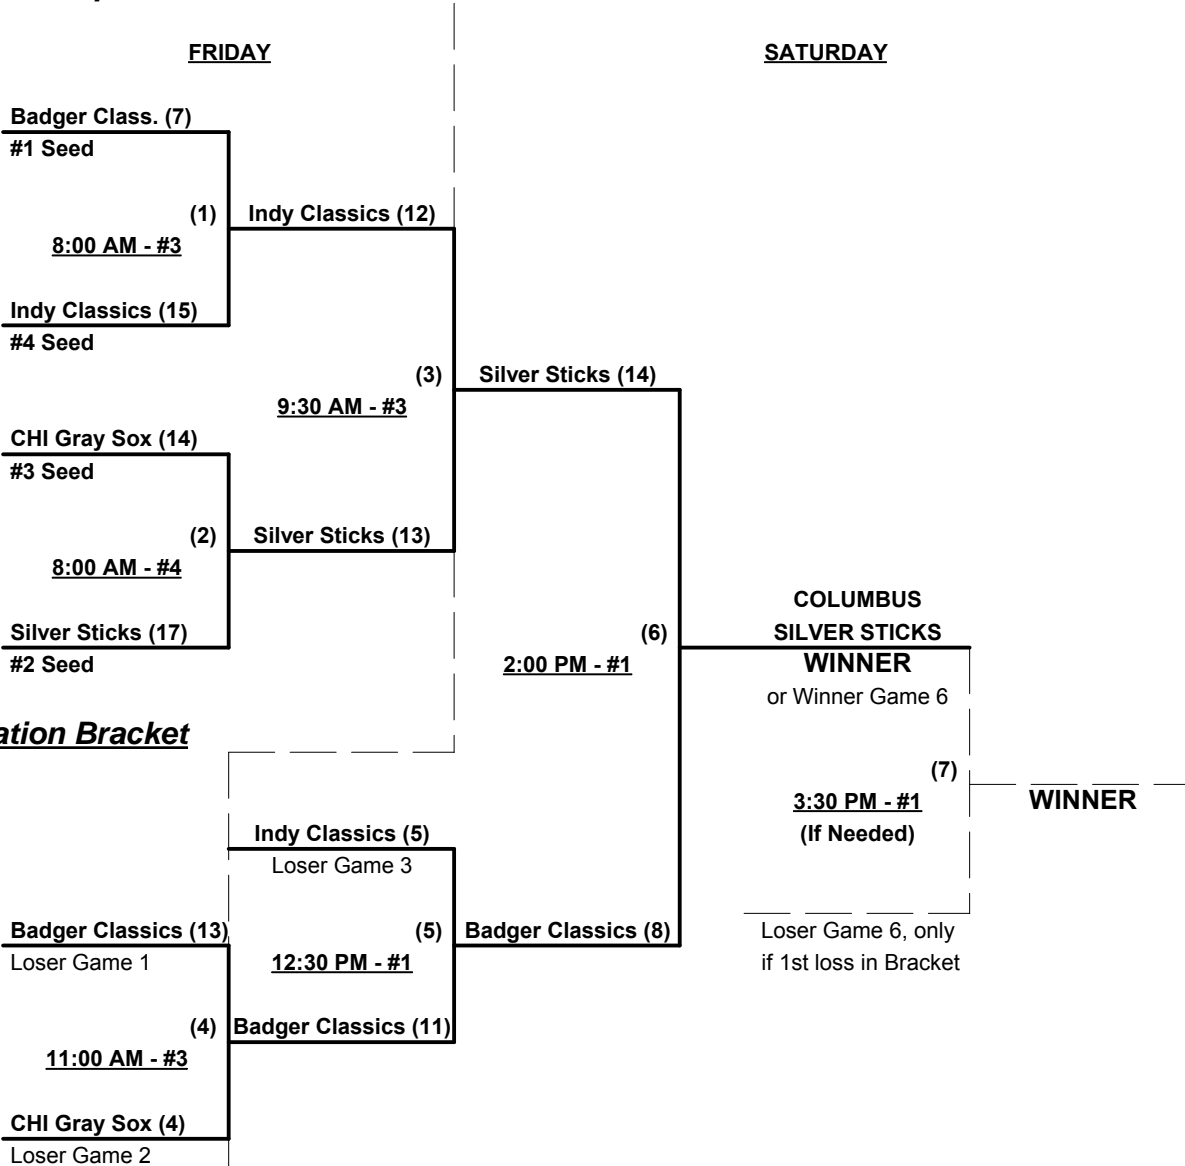 FRIDAY
SATURDAY
Badger Class. (7)
#1 Seed
(1)
Indy Classics (12)
8:00 AM - #3
Indy Classics (15)
#4 Seed
(3)
Silver Sticks (14)
9:30 AM - #3
CHI Gray Sox (14)
#3 Seed
(2)
Silver Sticks (13)
8:00 AM - #4
COLUMBUS
Silver Sticks (17)
(6)
SILVER STICKS
#2 Seed
2:00 PM - #1
WINNER
or Winner Game 6
ation Bracket
(7)
3:30 PM - #1
WINNER
(If Needed)
Indy Classics (5)
Loser Game 3
Badger Classics (13)
(5)
Badger Classics (8)
Loser Game 6, only
Loser Game 1
12:30 PM - #1
if 1st loss in Bracket
(4)
Badger Classics (11)
11:00 AM - #3
CHI Gray Sox (4)
Loser Game 2